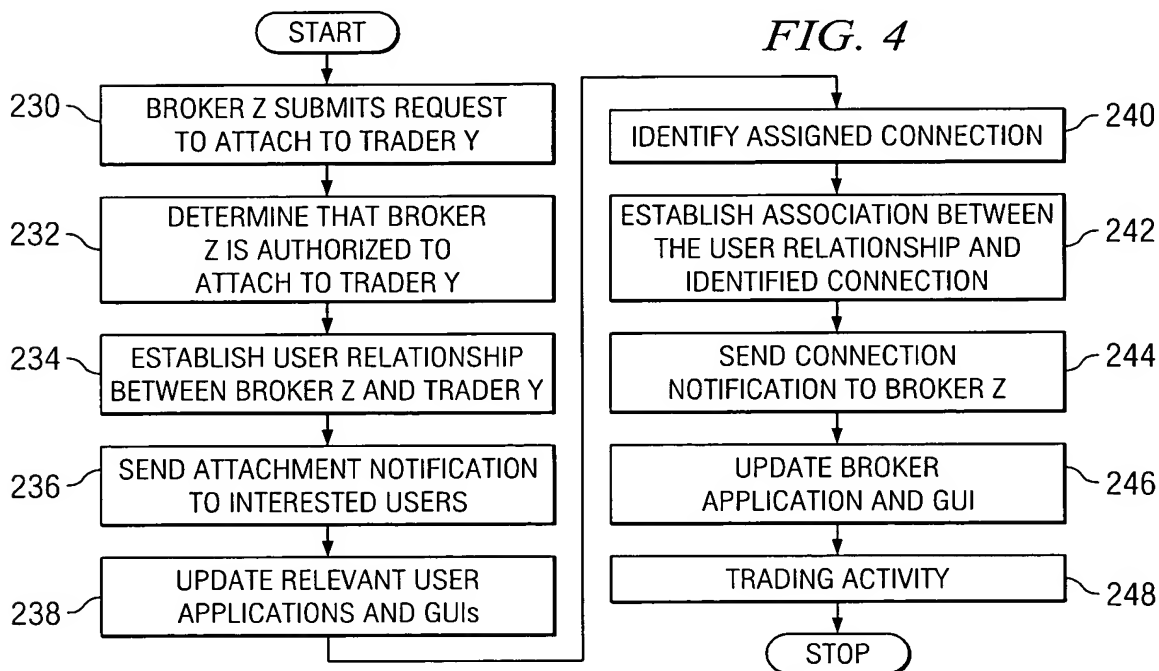 FIG. 4
START
230
BROKER Z SUBMITS REQUEST
TO ATTACH TO TRADER Y
232
DETERMINE THAT BROKER
Z IS AUTHORIZED TO
ATTACH TO TRADER Y
234
ESTABLISH USER RELATIONSHIP
BETWEEN BROKER Z AND TRADER Y
236
SEND ATTACHMENT NOTIFICATION
TO INTERESTED USERS
238
UPDATE RELEVANT USER
APPLICATIONS AND GUIs
IDENTIFY ASSIGNED CONNECTION
240
ESTABLISH ASSOCIATION BETWEEN
THE USER RELATIONSHIP AND
IDENTIFIED CONNECTION
242
SEND CONNECTION
NOTIFICATION TO BROKER Z
244
UPDATE BROKER
APPLICATION AND GUI
246
TRADING ACTIVITY
248
STOP